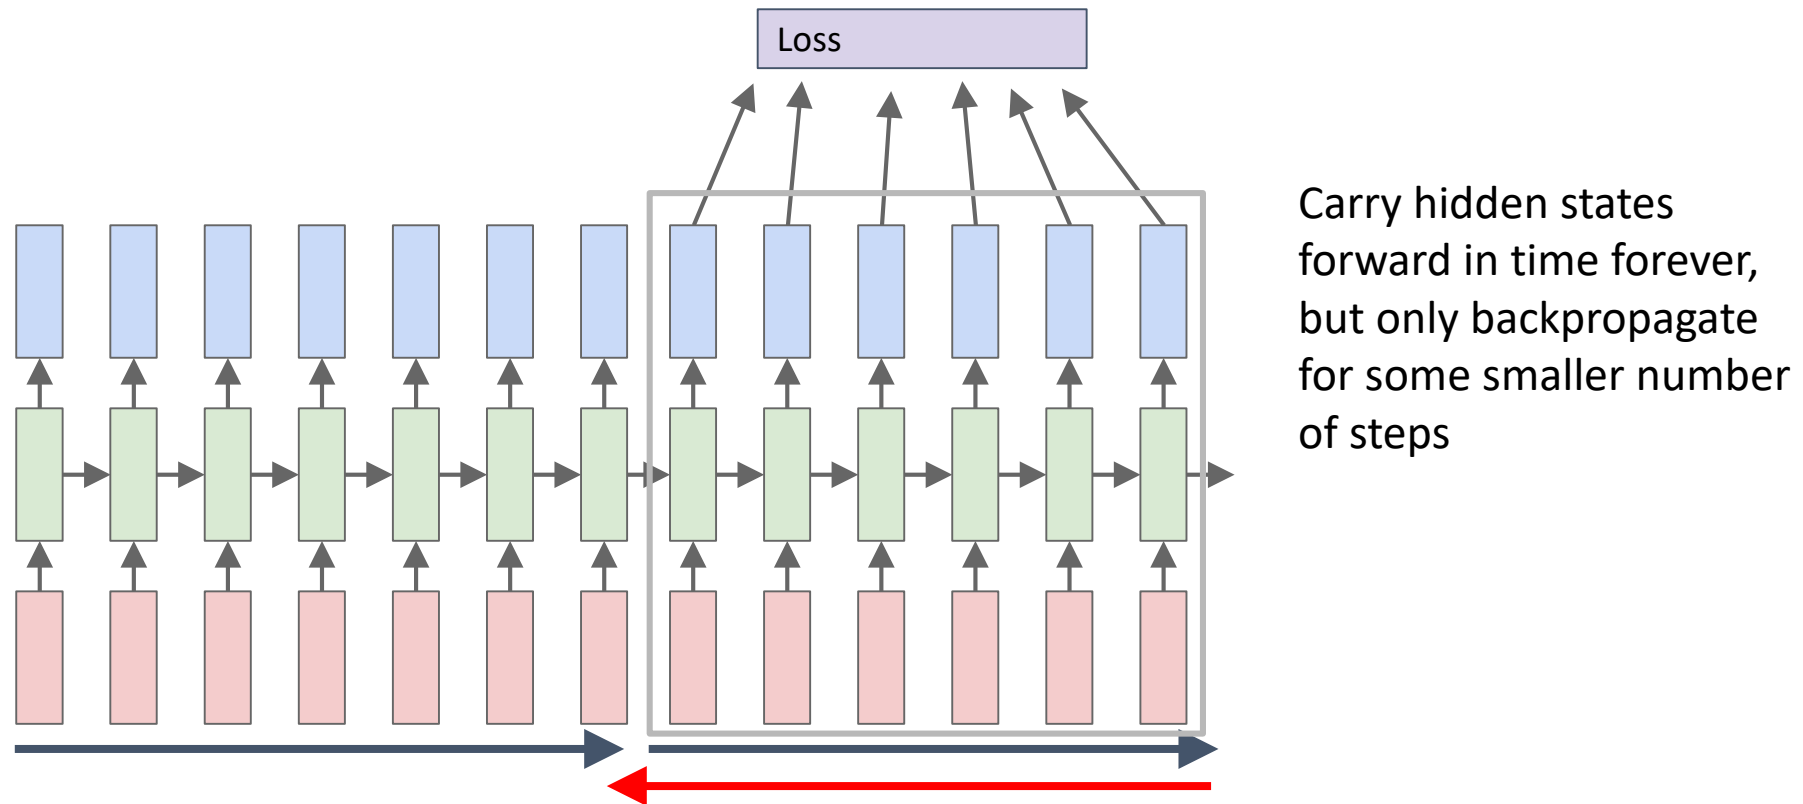 Loss
Carry hidden states
forward in time forever,
but only backpropagate
for some smaller number
of steps